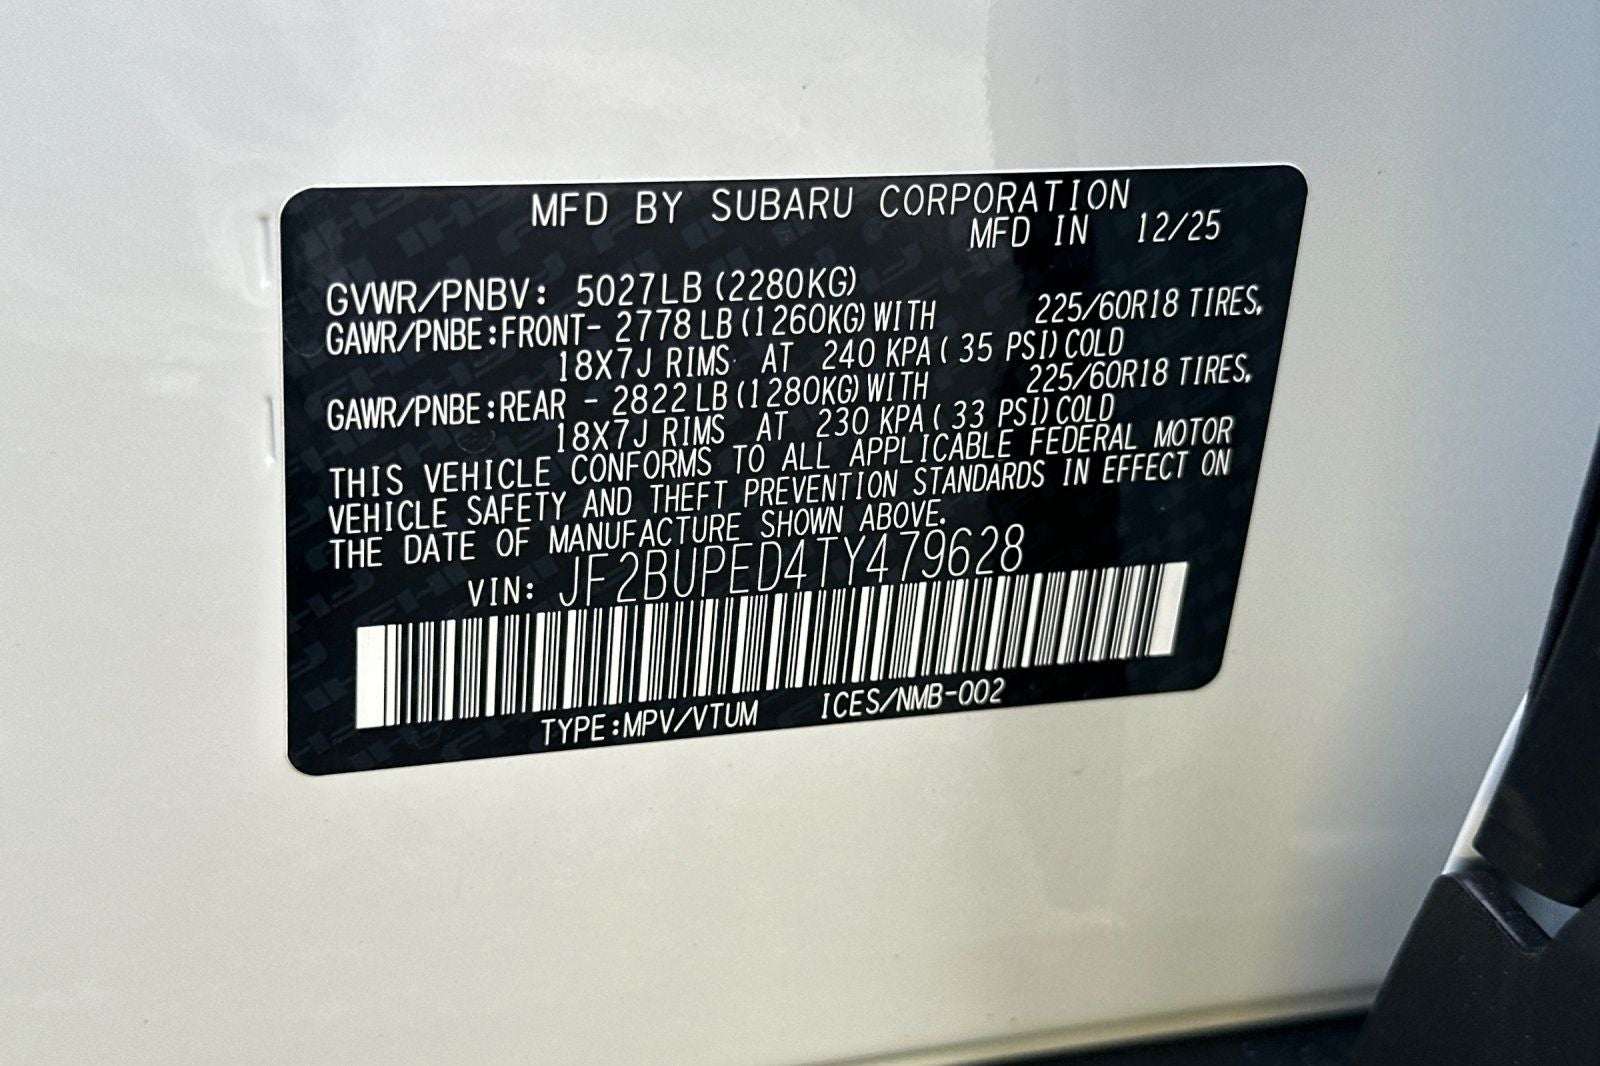 MFD BY SUBARU CORPORATION
MFD IN 12/25
GVWR/PNBV: 5027LB (2280KG)
GAWR/PNBE:FRONT- 2778 LB (1260KG) WITH 225/60R18 TIRES,
18X7J RIMS AT 240 KPA ( 35 PSI) COLD
GAWR/PNBE:REAR - 2822 LB (1280KG) WITH 225/60R18 TIRES,
18X7J RIMS AT 230 KPA ( 33 PSI) COLD
THIS VEHICLE CONFORMS TO ALL APPLICABLE FEDERAL MOTOR
VEHICLE SAFETY AND THEFT PREVENTION STANDARDS IN EFFECT ON
THE DATE OF MANUFACTURE SHOWN ABOVE.
VIN: JF2BUPED4TY479628
TYPE:MPV/VTUM ICES/NMB-002